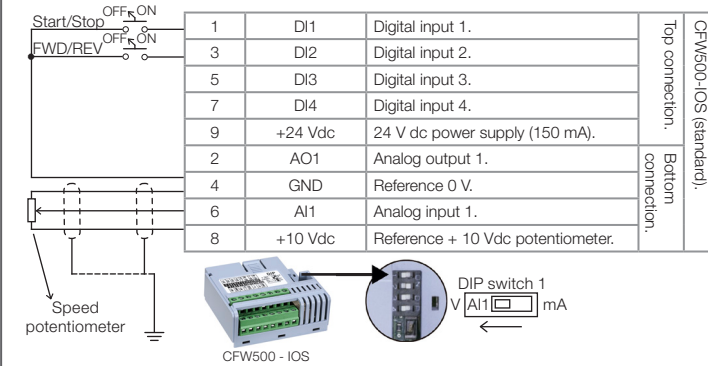 OFF ON
Start/Stop
OFF ON
FWD/REV
1 DI1 Digital input 1.
3 DI2 Digital input 2.
5 DI3 Digital input 3.
7 DI4 Digital input 4.
9 +24 Vdc 24 V dc power supply (150 mA).
2 AO1 Analog output 1.
4 GND Reference 0 V.
6 AI1 Analog input 1.
8 +10 Vdc Reference + 10 Vdc potentiometer.
Top connection.
Bottom
connection.
CFW500-IOS (standard).
Speed
potentiometer
CFW500 - IOS
DIP switch 1
V AI1 mA